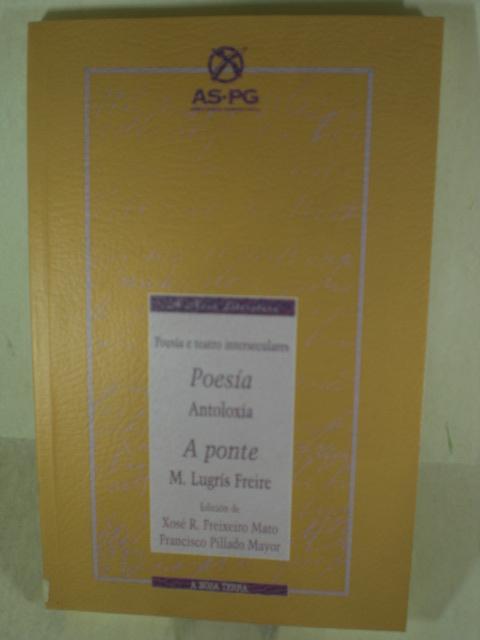 AS-PG
A Nosa Literatura
Poesía e teatro interseculares
Poesía
Antoloxía
A ponte
M. Lugrís Freire
Edición de
Xosé R. Freixeiro Mato
Francisco Pillado Mayor
A NOSA TERRA